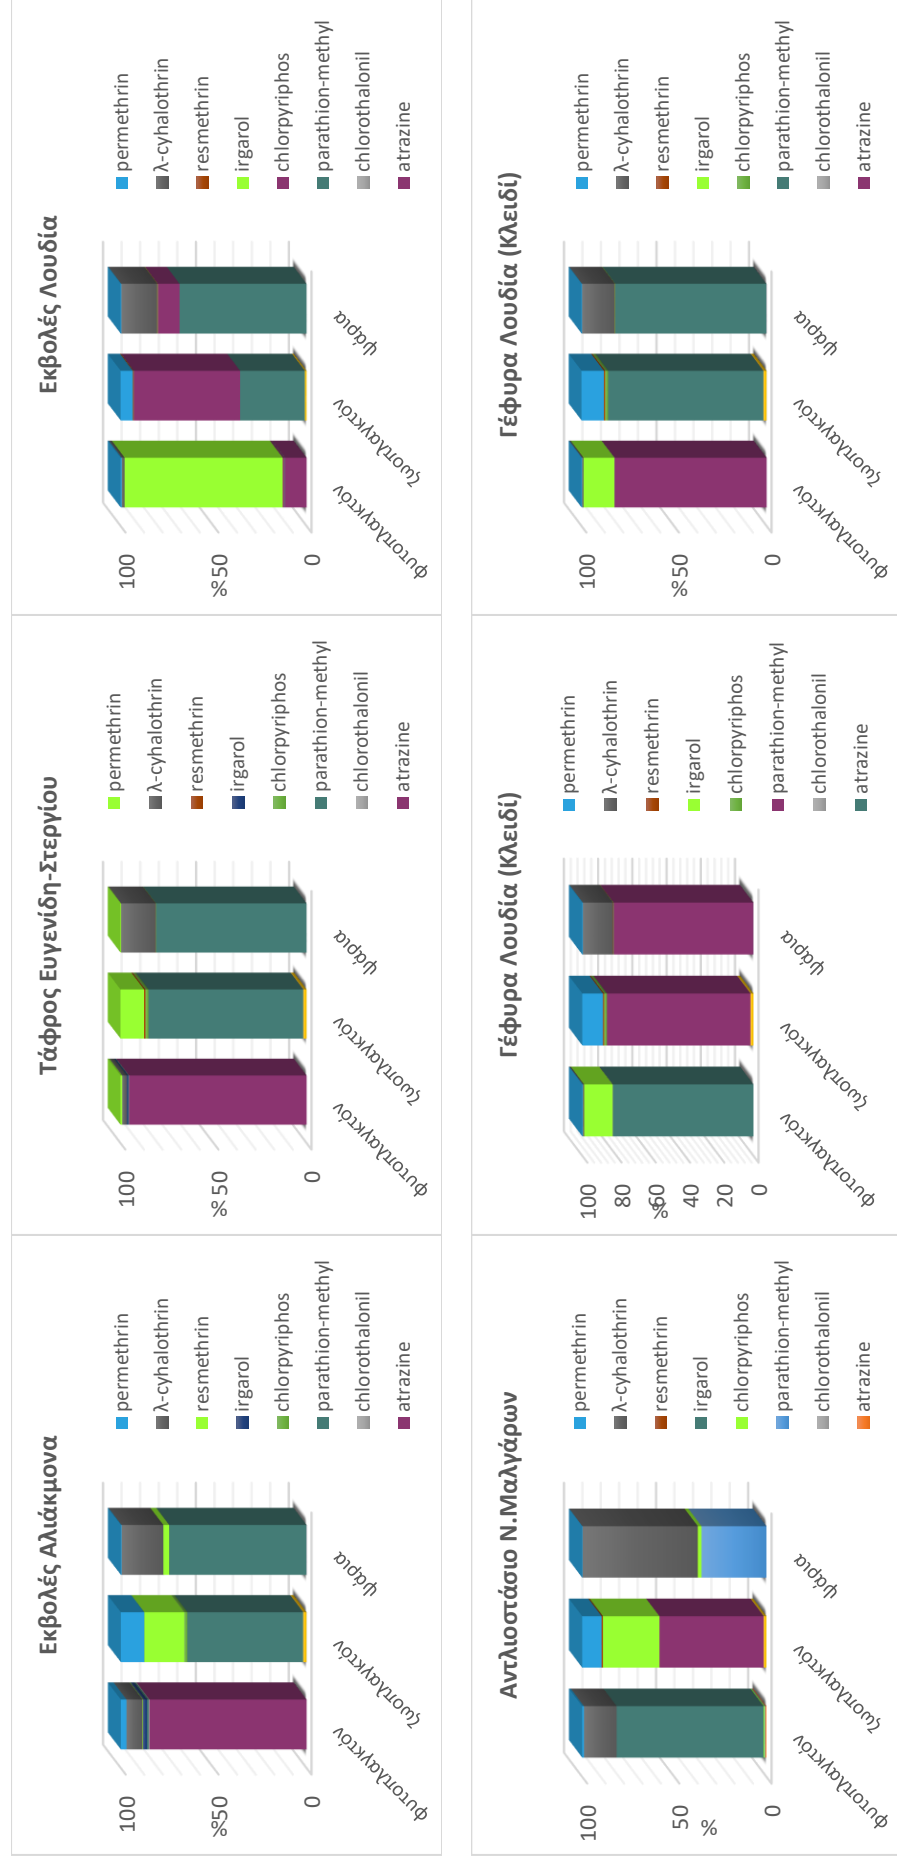 Εκβολές Αλιάκμονα
100
%50
0
φυτοπλαγκτόν
ζωοπλαγκτόν
ψάρια
permethrin
λ-cyhalothrin
resmethrin
irgarol
chlorpyriphos
parathion-methyl
chlorothalonil
atrazine
Τάφρος Ευγενίδη-Στεργίου
100
% 50
0
φυτοπλαγκτόν
ζωοπλαγκτόν
ψάρια
permethrin
λ-cyhalothrin
resmethrin
irgarol
chlorpyriphos
parathion-methyl
chlorothalonil
atrazine
Εκβολές Λουδία
100
% 50
0
φυτοπλαγκτόν
ζωοπλαγκτόν
ψάρια
permethrin
λ-cyhalothrin
resmethrin
irgarol
chlorpyriphos
parathion-methyl
chlorothalonil
atrazine
Αντλιοστάσιο Ν.Μαλγάρων
100
50
%
0
φυτοπλαγκτόν
ζωοπλαγκτόν
ψάρια
permethrin
λ-cyhalothrin
resmethrin
irgarol
chlorpyriphos
parathion-methyl
chlorothalonil
atrazine
Γέφυρα Λουδία (Κλειδί)
100
80
60
%
40
20
0
φυτοπλαγκτόν
ζωοπλαγκτόν
ψάρια
permethrin
λ-cyhalothrin
resmethrin
irgarol
chlorpyriphos
parathion-methyl
chlorothalonil
atrazine
Γέφυρα Λουδία (Κλειδί)
100
% 50
0
φυτοπλαγκτόν
ζωοπλαγκτόν
ψάρια
permethrin
λ-cyhalothrin
resmethrin
irgarol
chlorpyriphos
parathion-methyl
chlorothalonil
atrazine